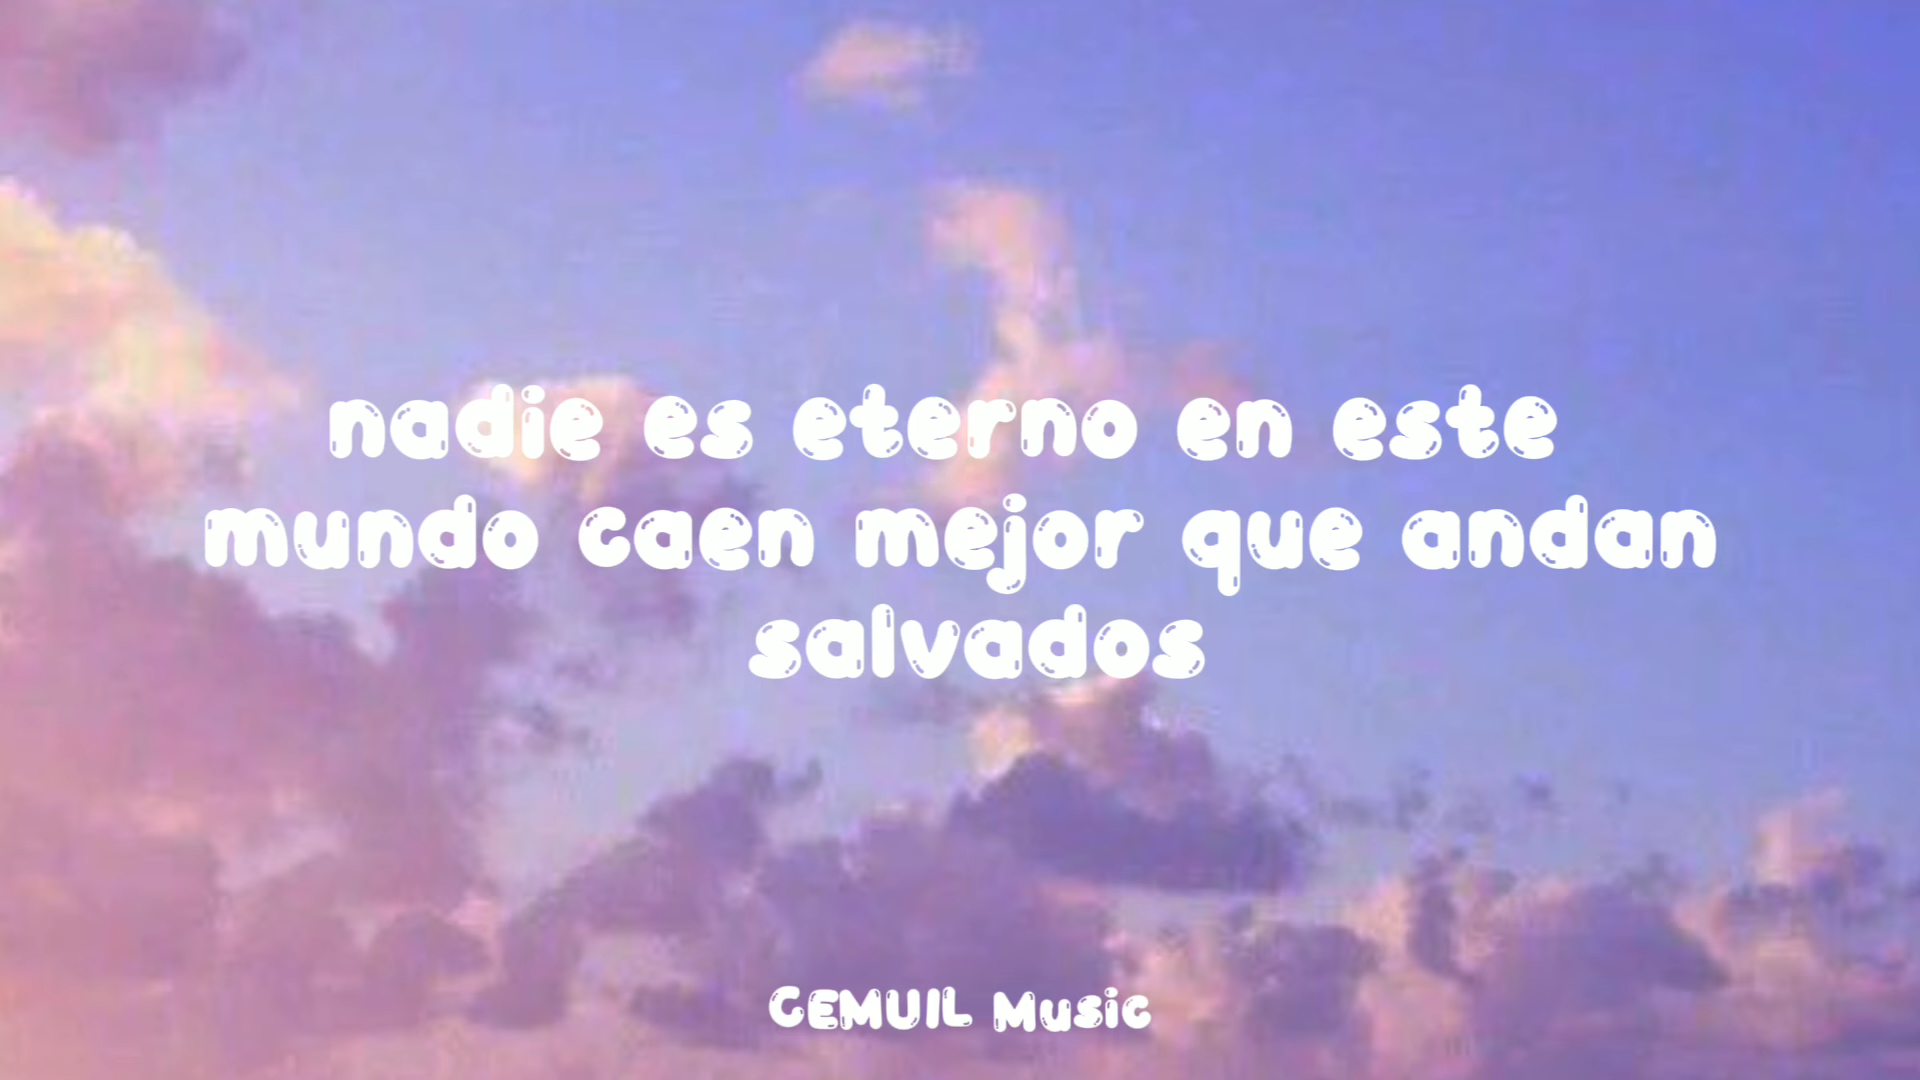 nadie es eterno en este
mundo caen mejor que andan
salvados
GEMUIL Music